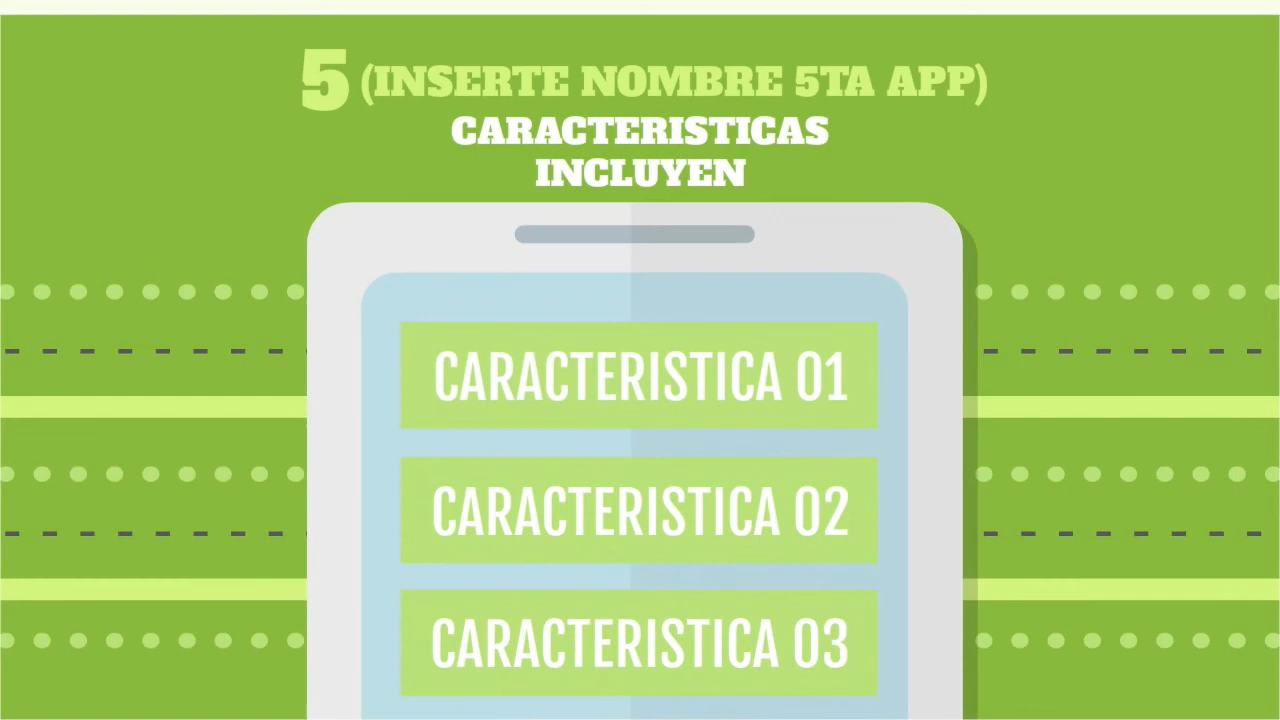 5 (INSERTE NOMBRE 5TA APP)
CARACTERISTICAS
INCLUYEN
CARACTERISTICA 01
CARACTERISTICA 02
CARACTERISTICA 03